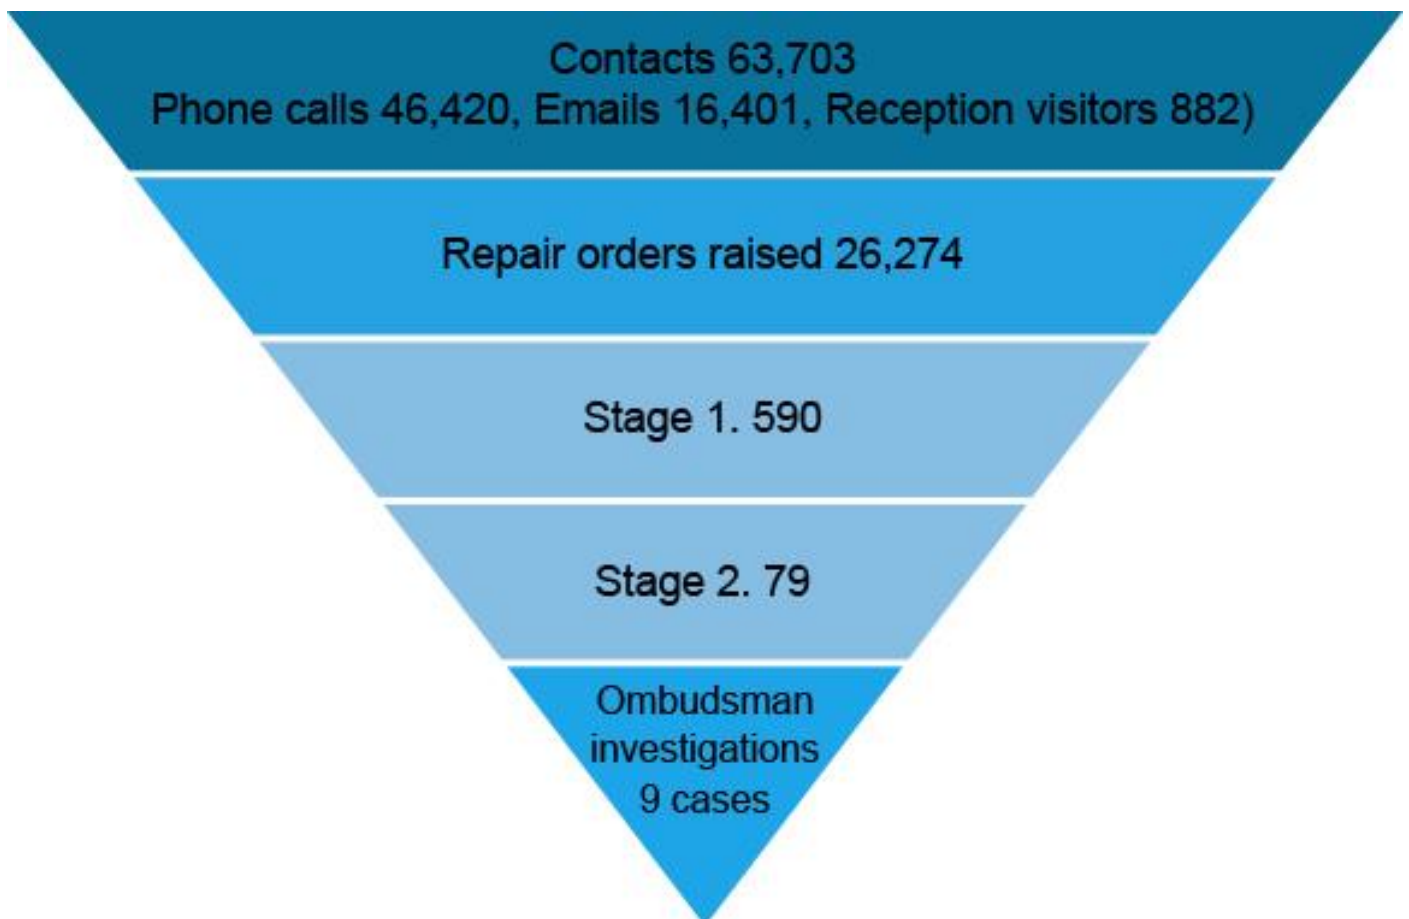 Contacts 63,703
Phone calls 46,420, Emails 16,401, Reception visitors 882)
Repair orders raised 26,274
Stage 1. 590
Stage 2. 79
Ombudsman
investigations
9 cases